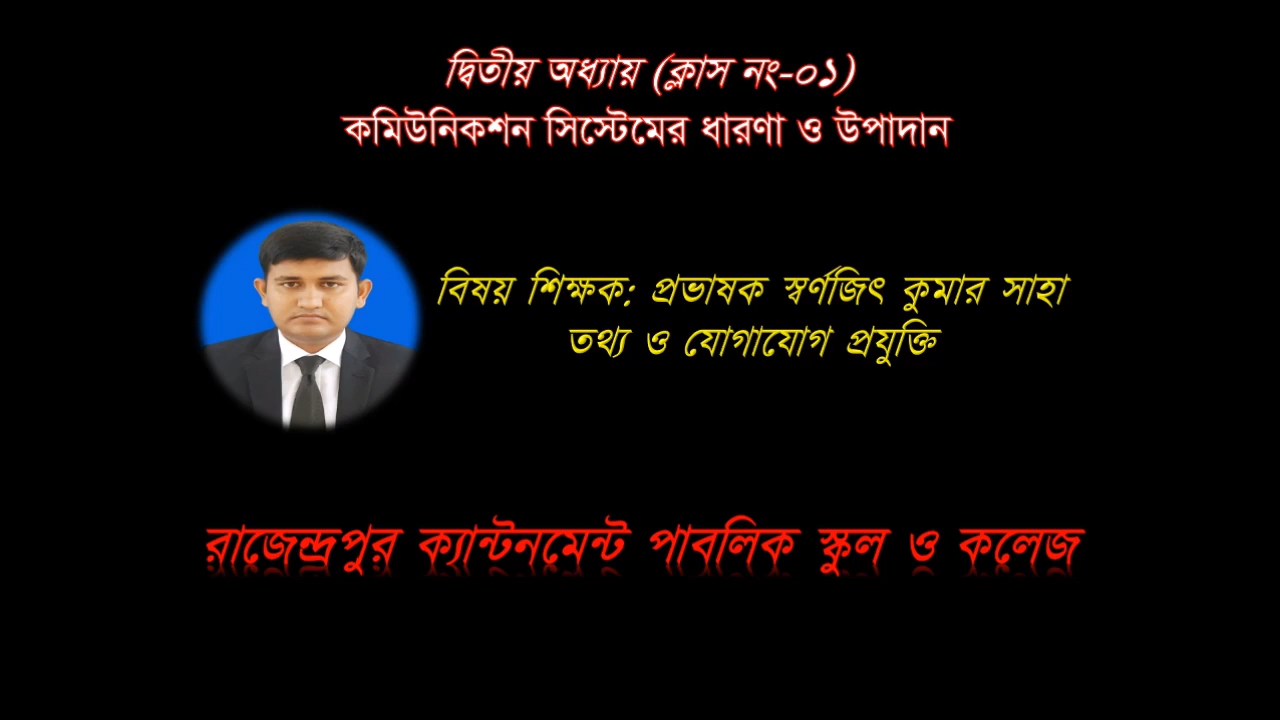 দ্বিতীয় অধ্যায় (ক্লাস নং-০১)
কমিউনিকশন সিস্টেমের ধারণা ও উপাদান
বিষয় শিক্ষক: প্রভাষক স্বর্ণজিৎ কুমার সাহা
তথ্য ও যোগাযোগ প্রযুক্তি
রাজেন্দ্রপুর ক্যান্টনমেন্ট পাবলিক স্কুল ও কলেজ